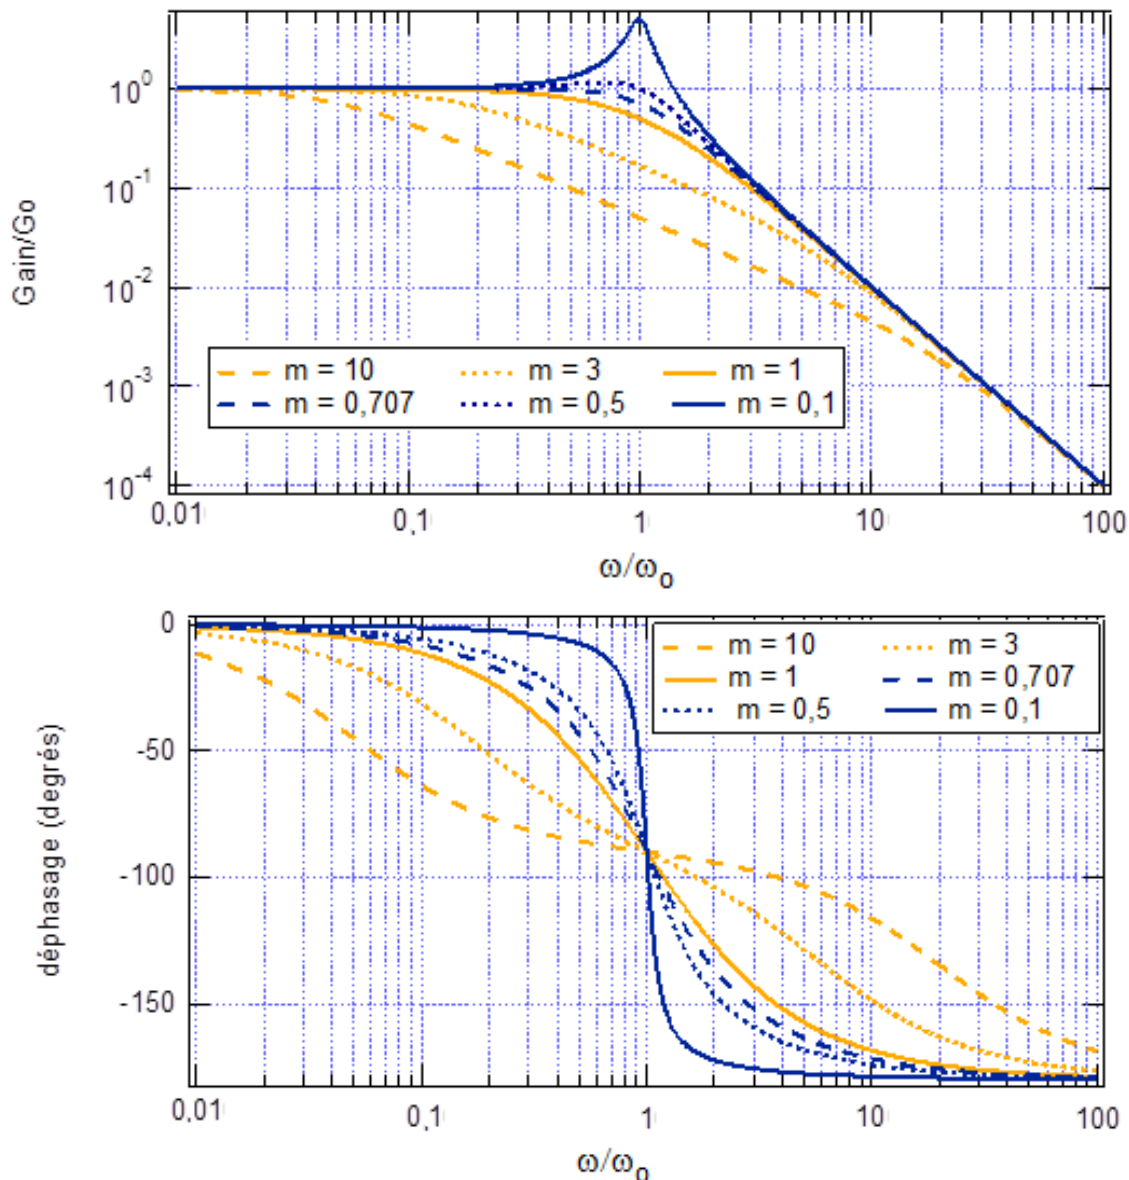 10⁰
10⁻¹
10⁻²
10⁻³
10⁻⁴
Gain/Go
m = 10 m = 3 m = 1
m = 0,707 m = 0,5 m = 0,1
0,01 0,1 1 10 100
ω/ω₀
0
-50
-100
-150
déphasage (degrés)
m = 10 m = 3
m = 1 m = 0,707
m = 0,5 m = 0,1
0,01 0,1 1 10 100
ω/ω₀